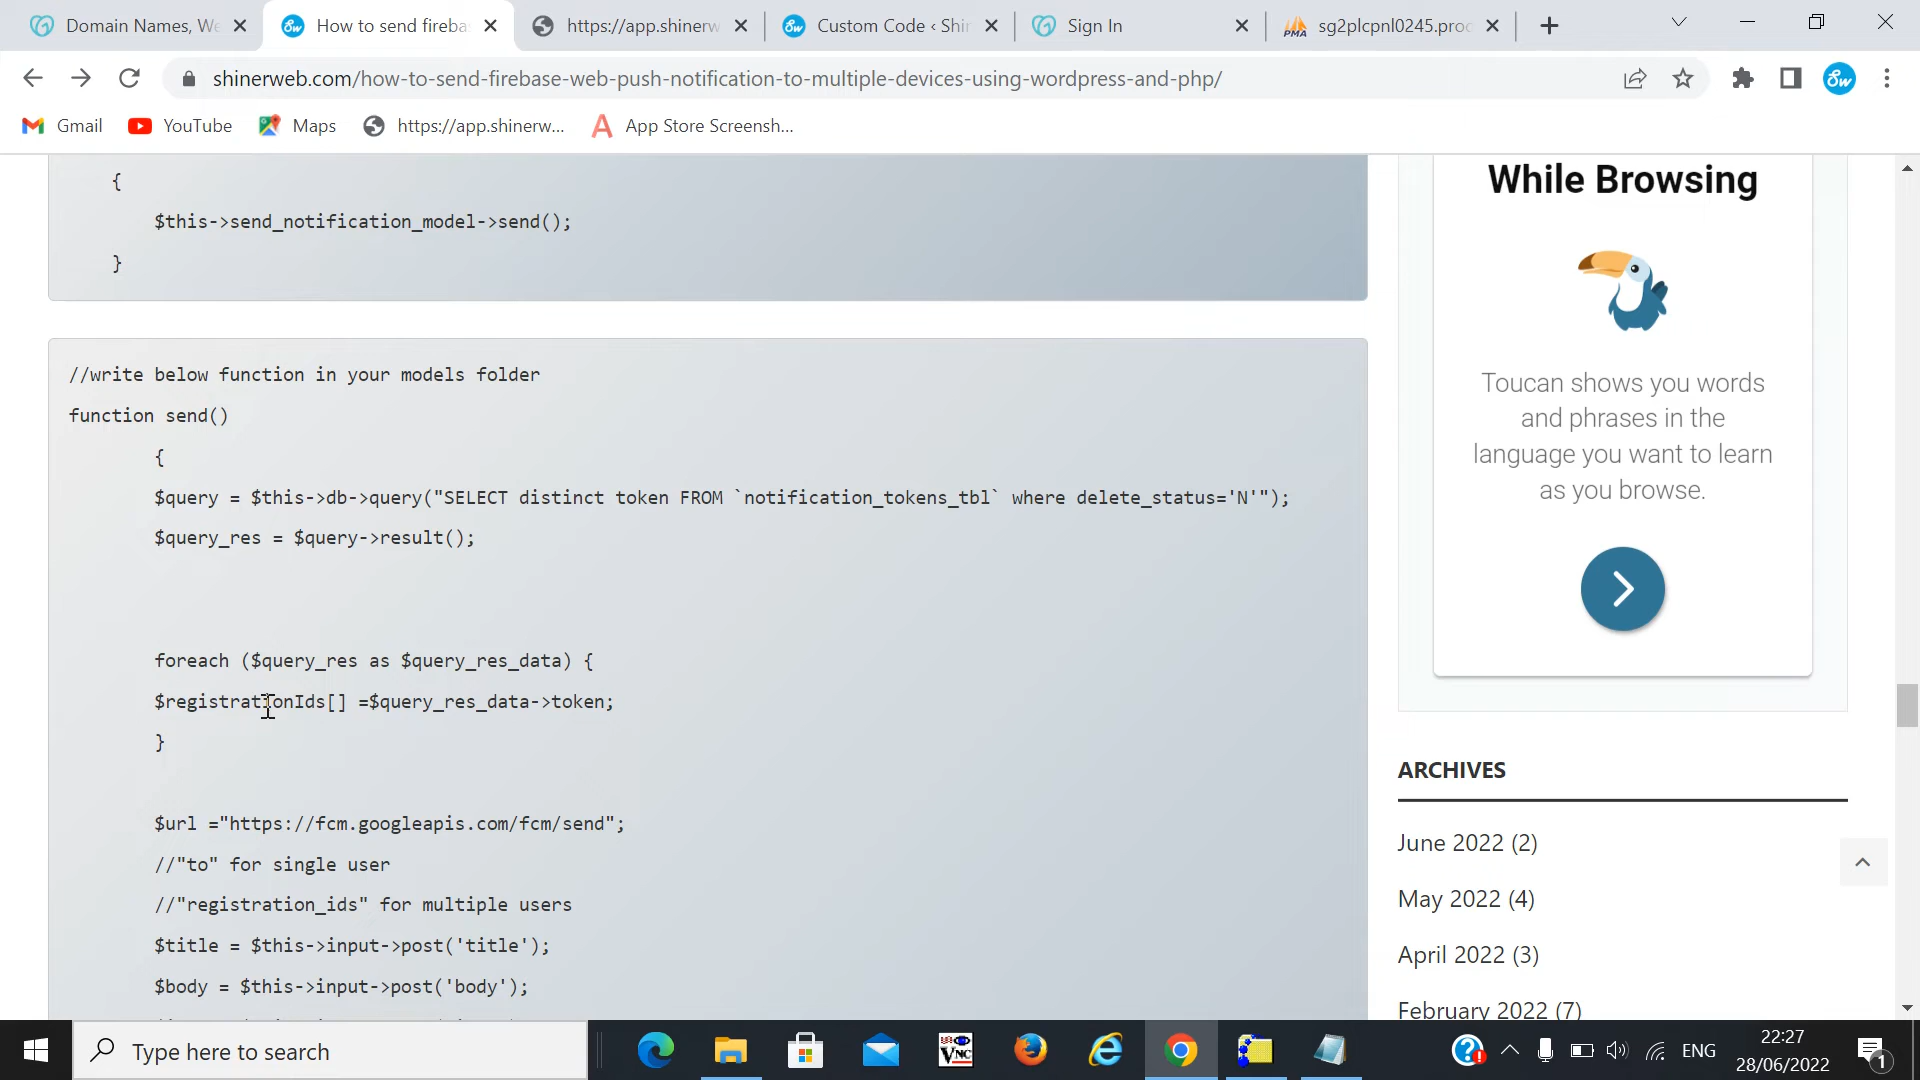 Domain Names, We
How to send fireba
https://app.shinerw
Custom Code ‹ Shi
Sign In
sg2plcpnl0245.proc
shinerweb.com/how-to-send-firebase-web-push-notification-to-multiple-devices-using-wordpress-and-php/
Gmail
YouTube
Maps
https://app.shinerw...
App Store Screensh...
{
$this->send_notification_model->send();
}
//write below function in your models folder
function send()
{
$query = $this->db->query("SELECT distinct token FROM `notification_tokens_tbl` where delete_status='N'");
$query_res = $query->result();
foreach ($query_res as $query_res_data) {
$registrationIds[] =$query_res_data->token;
}
$url ="https://fcm.googleapis.com/fcm/send";
//"to" for single user
//"registration_ids" for multiple users
$title = $this->input->post('title');
$body = $this->input->post('body');
While Browsing
Toucan shows you words
and phrases in the
language you want to learn
as you browse.
ARCHIVES
June 2022 (2)
May 2022 (4)
April 2022 (3)
February 2022 (7)
Type here to search
ENG
22:27
28/06/2022
1